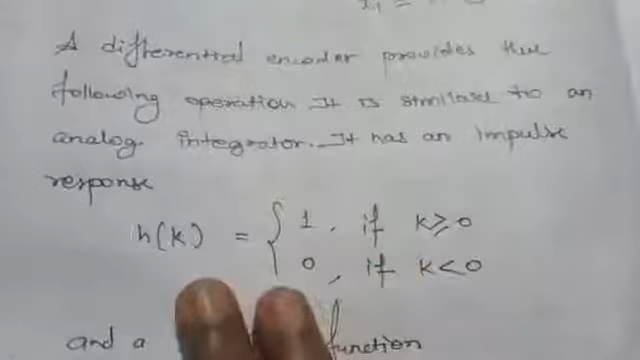 A differential encoder provides the
following operation. It is similar to an
analog integrator. It has an impulse
response
h(k) = { 1, if k≥0
0, if k<0
and a function